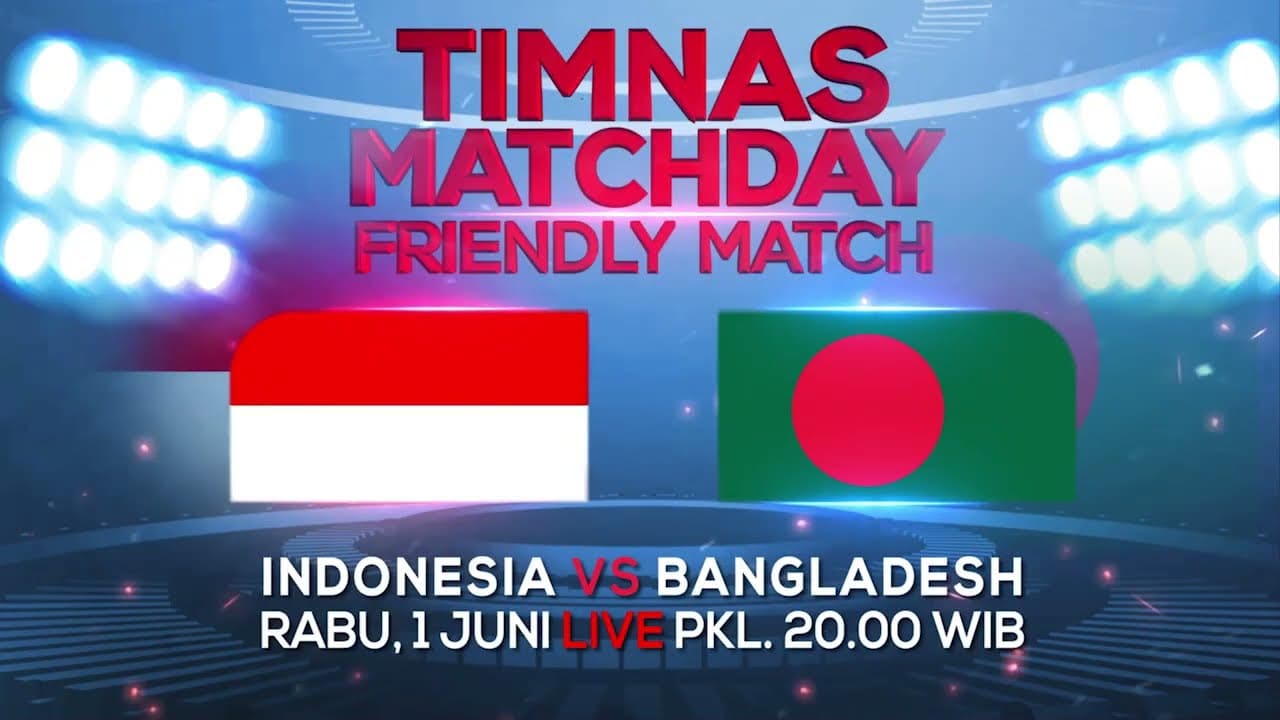 TIMNAS
MATCHDAY
FRIENDLY MATCH
INDONESIA VS BANGLADESH
RABU, 1 JUNI LIVE PKL. 20.00 WIB